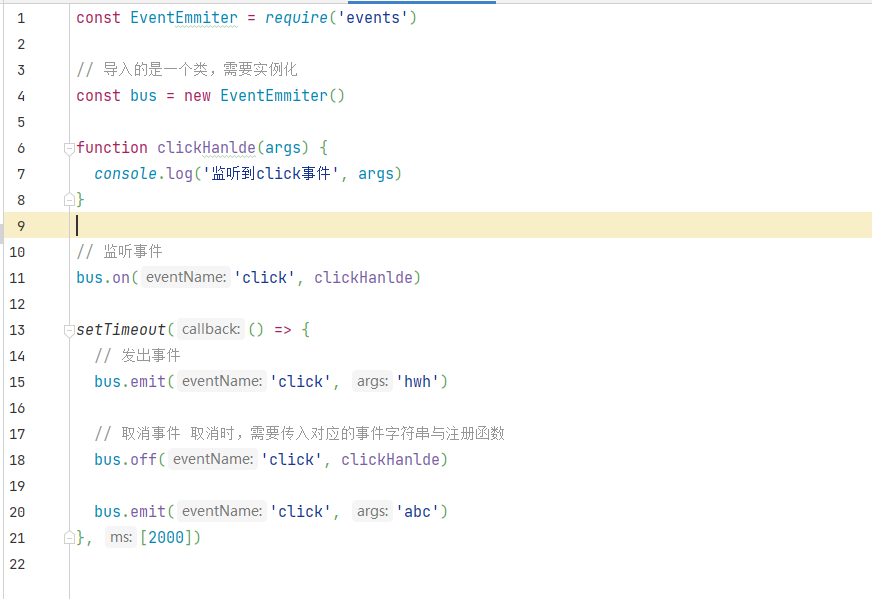 1 const EventEmmiter = require('events')
2
3 // 导入的是一个类，需要实例化
4 const bus = new EventEmmiter()
5
6 function clickHanlde(args) {
7 console.log('监听到click事件', args)
8 }
9
10 // 监听事件
11 bus.on( eventName: 'click', clickHanlde)
12
13 setTimeout( callback: () => {
14 // 发出事件
15 bus.emit( eventName: 'click', args: 'hwh')
16
17 // 取消事件 取消时，需要传入对应的事件字符串与注册函数
18 bus.off( eventName: 'click', clickHanlde)
19
20 bus.emit( eventName: 'click', args: 'abc')
21 }, ms: [2000])
22